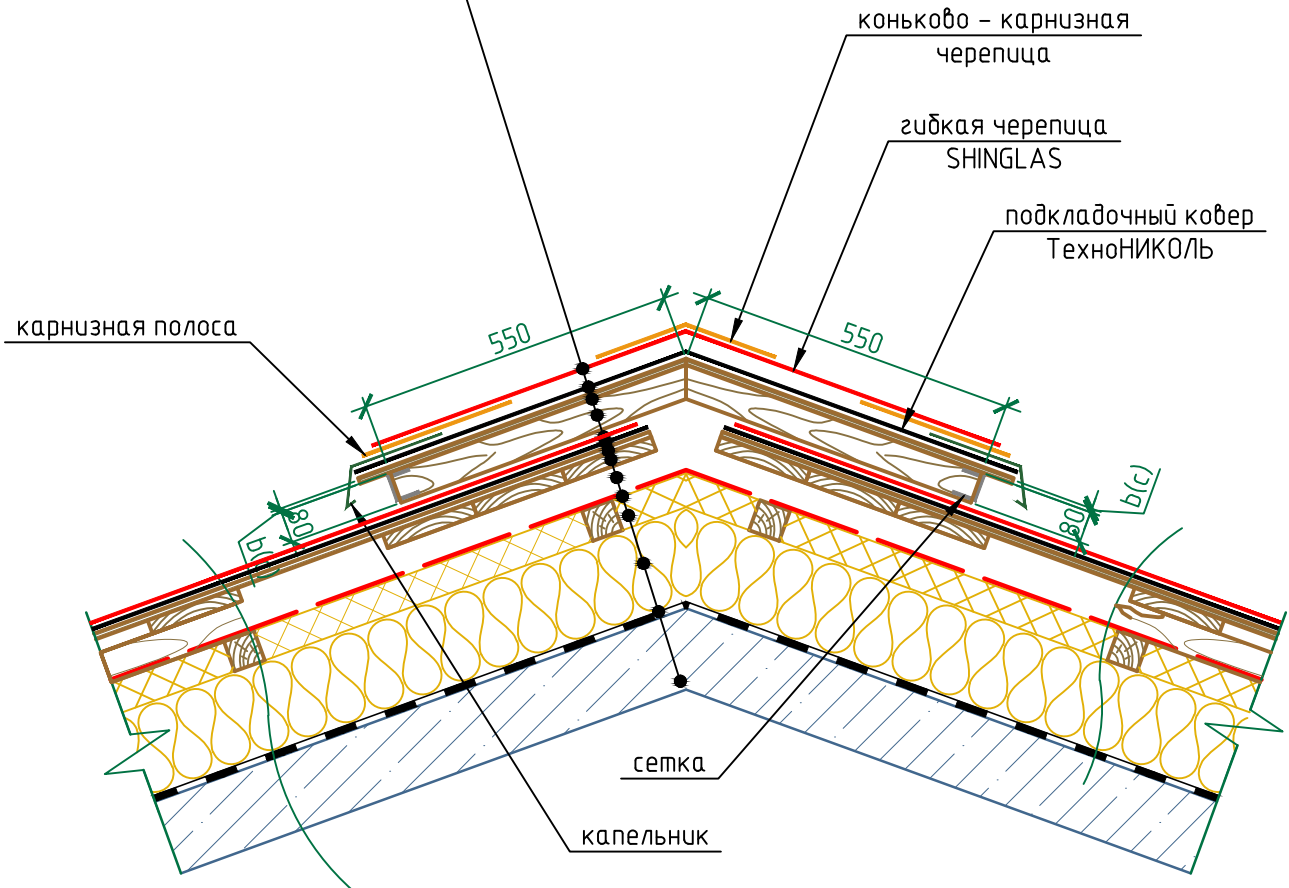 коньково - карнизная
черепица
гибкая черепица
SHINGLAS
подкладочный ковер
ТехноНИКОЛЬ
карнизная полоса
550
550
b(c)
80
80
b(c)
сетка
капельник